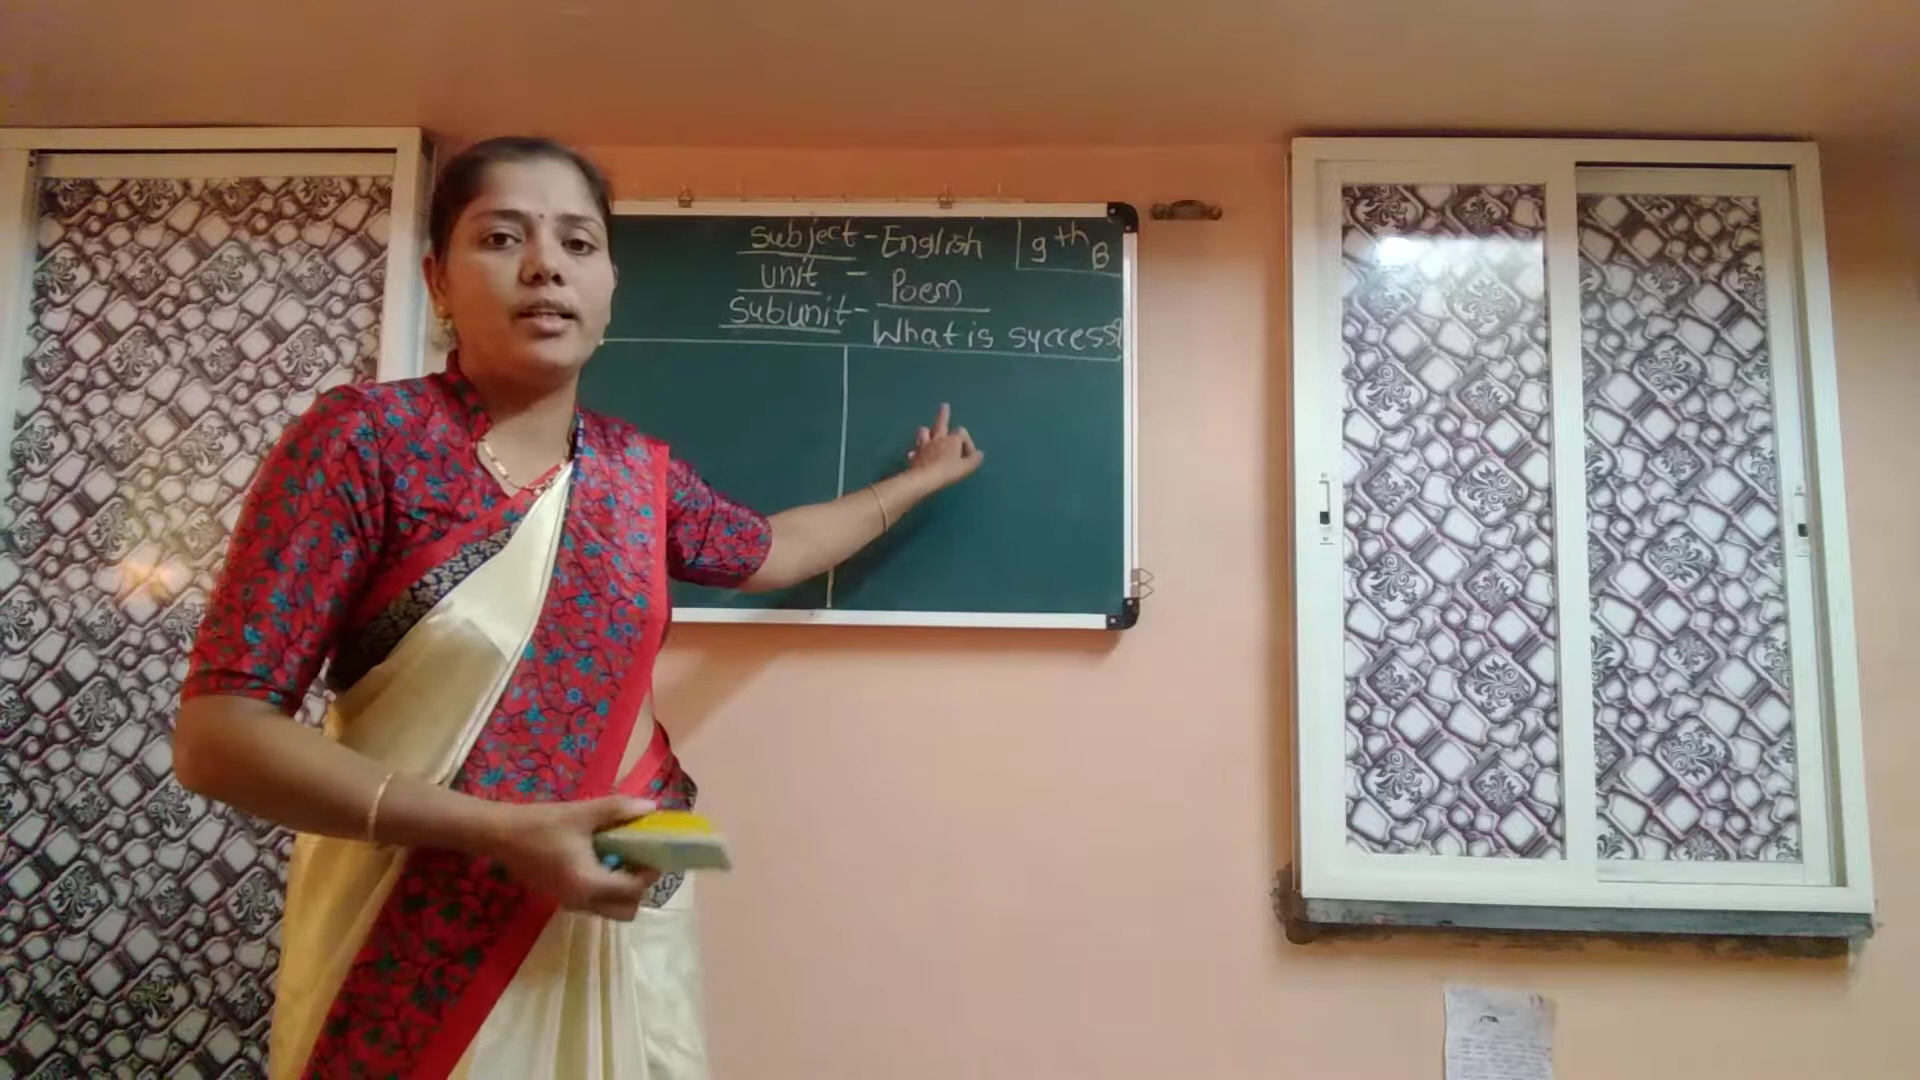 Subject - English
9th B
Unit - Poem
Subunit -
What is success?